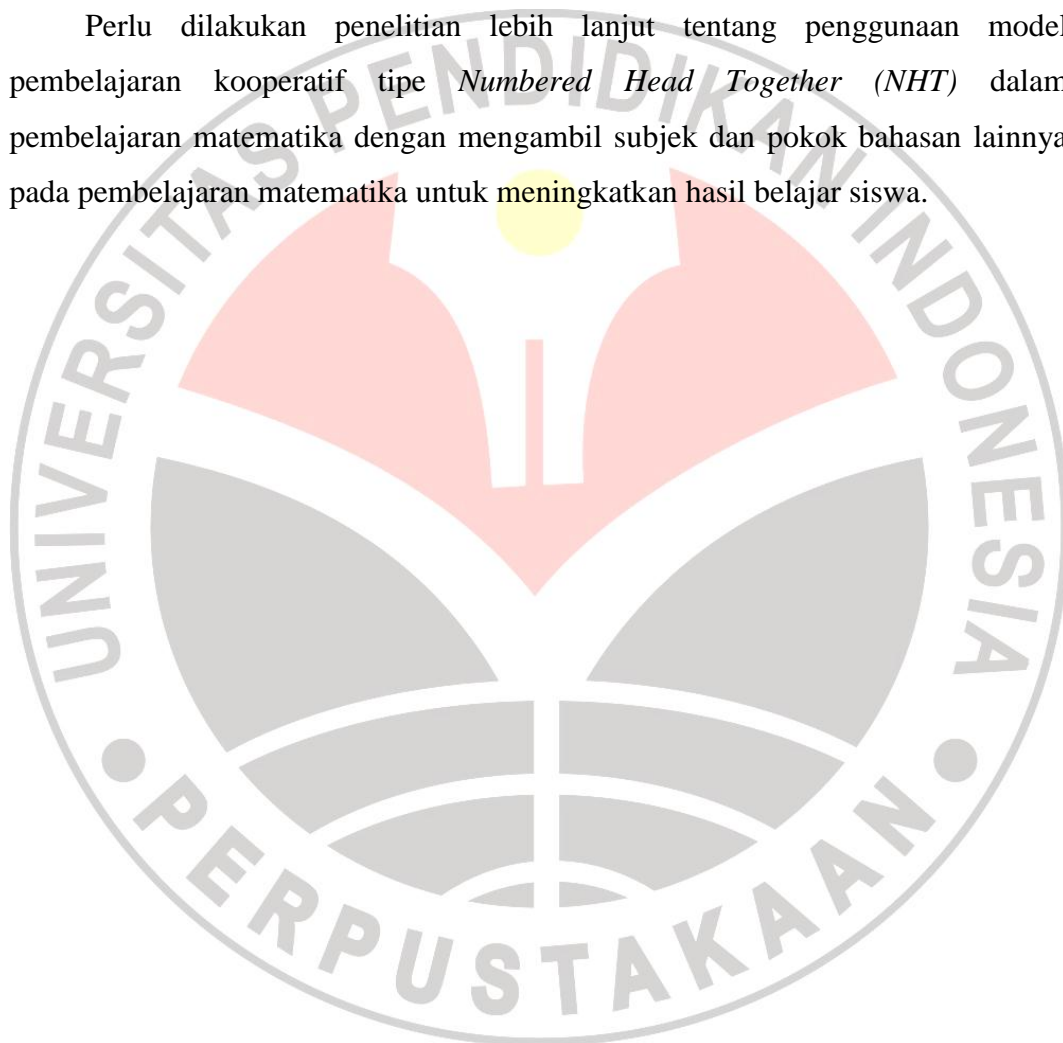 Perlu dilakukan penelitian lebih lanjut tentang penggunaan model
pembelajaran kooperatif tipe Numbered Head Together (NHT) dalam
pembelajaran matematika dengan mengambil subjek dan pokok bahasan lainnya
pada pembelajaran matematika untuk meningkatkan hasil belajar siswa.
UNIVERSITAS PENDIDIKAN INDONESIA
PERPUSTAKAAN